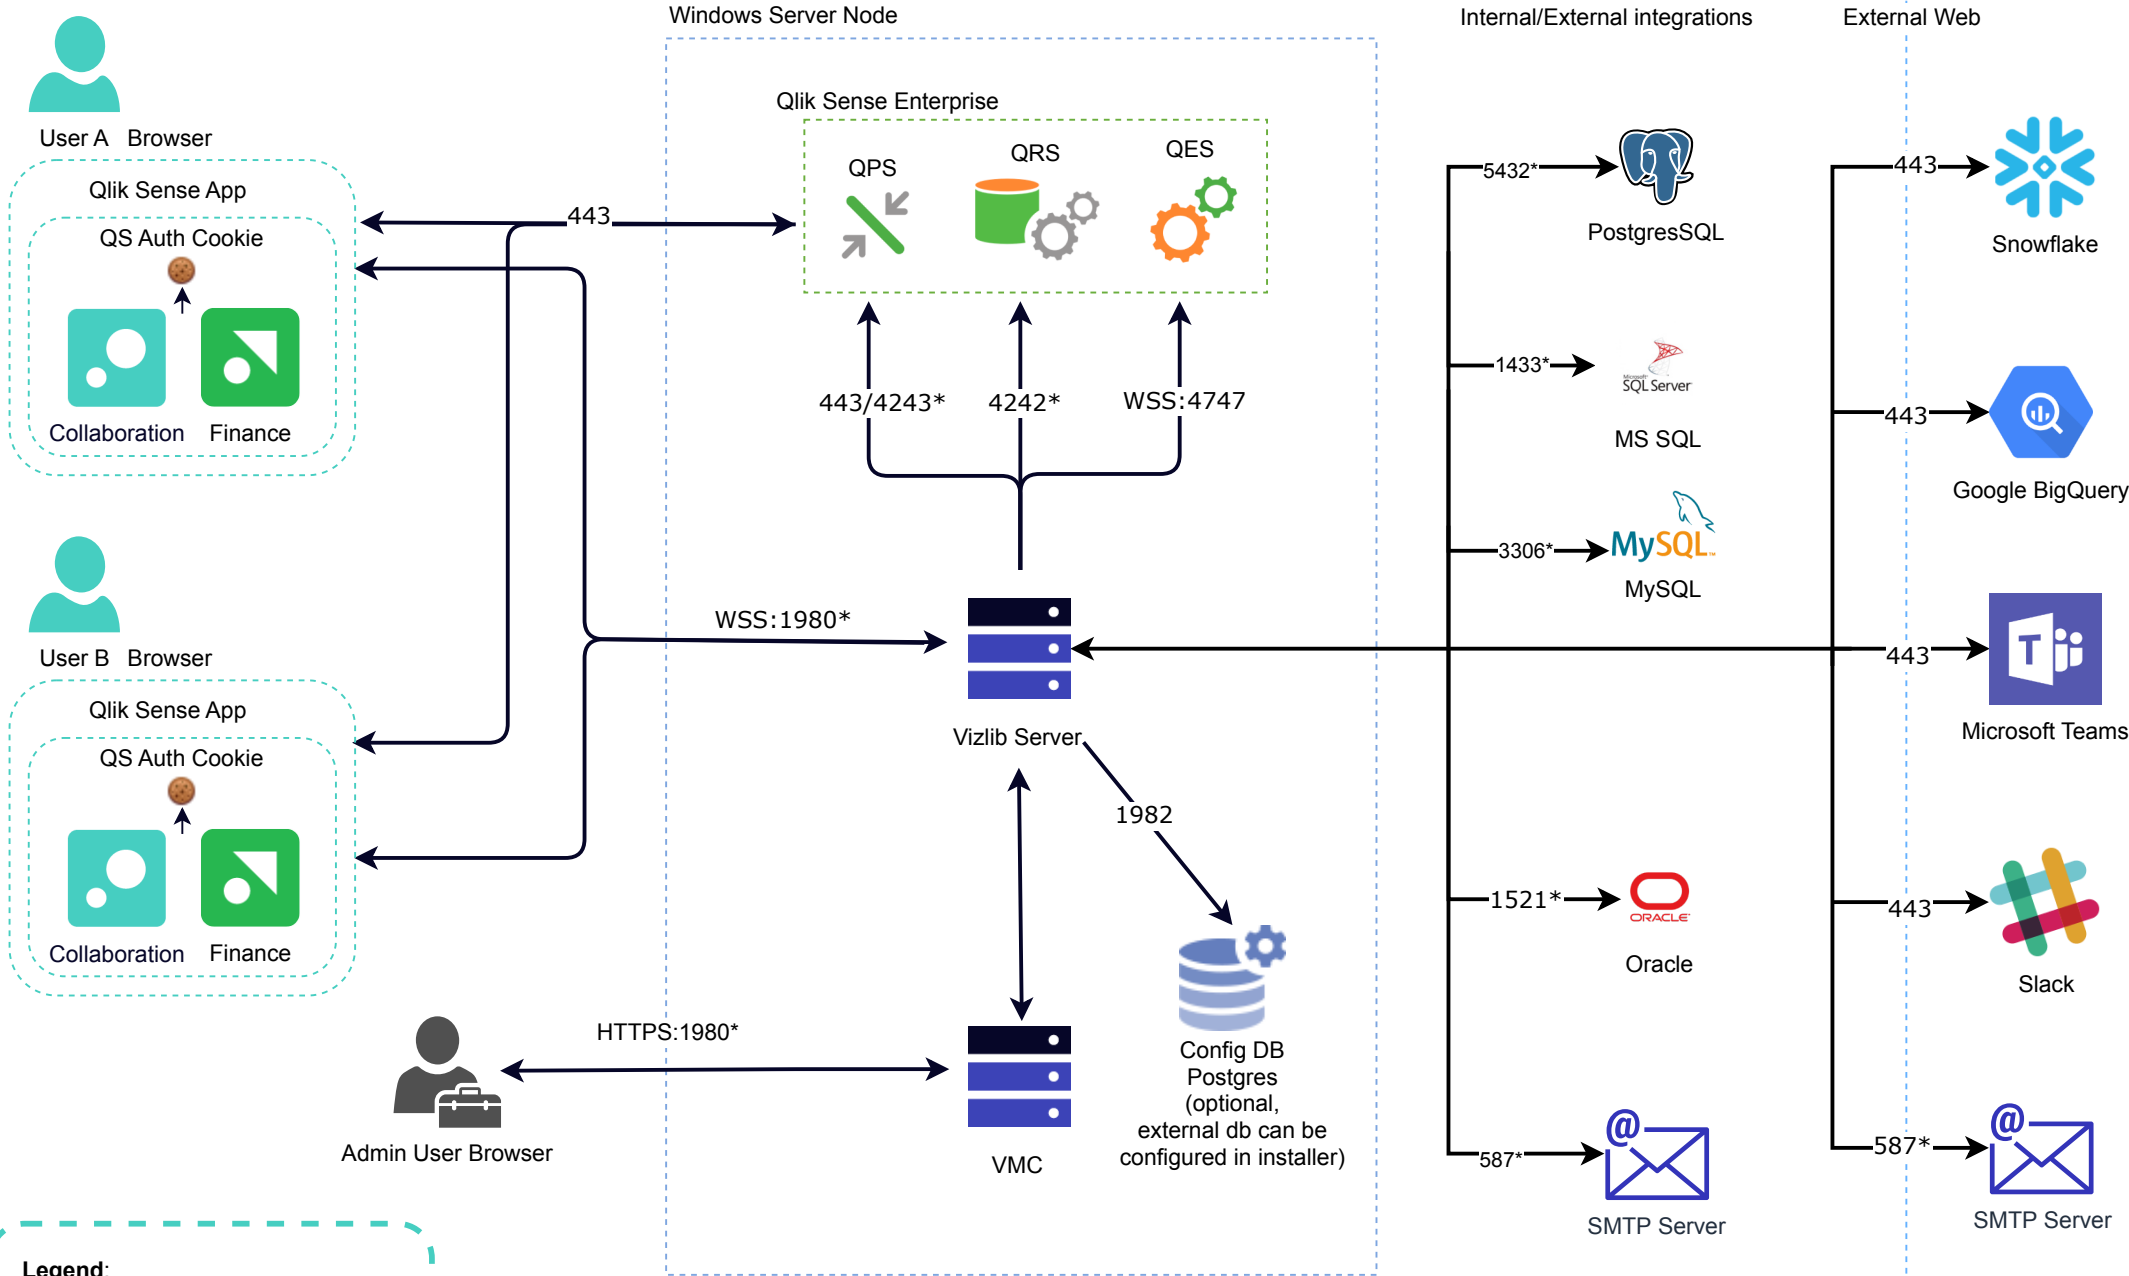 Windows Server Node
Internal/External integrations
External Web
Qlik Sense Enterprise
QPS
QRS
QES
User A Browser
Qlik Sense App
QS Auth Cookie
Collaboration
Finance
443
443/4243*
4242*
WSS:4747
5432*
PostgresSQL
443
Snowflake
1433*
Microsoft
SQL Server
MS SQL
443
Google BigQuery
3306*
MySQL
MySQL
User B Browser
Qlik Sense App
QS Auth Cookie
Collaboration
Finance
WSS:1980*
Vizlib Server
443
T
Microsoft Teams
1982
1521*
ORACLE
Oracle
443
Slack
HTTPS:1980*
Admin User Browser
VMC
Config DB
Postgres
(optional,
external db can be
configured in installer)
587*
@
SMTP Server
587*
@
SMTP Server
Legend: